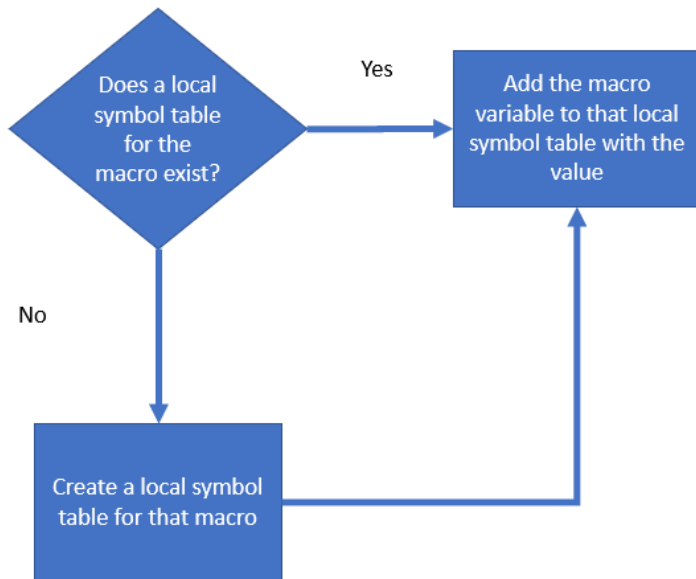 Does a local
symbol table
for the
macro exist?
Yes
Add the macro
variable to that local
symbol table with the
value
No
Create a local symbol
table for that macro